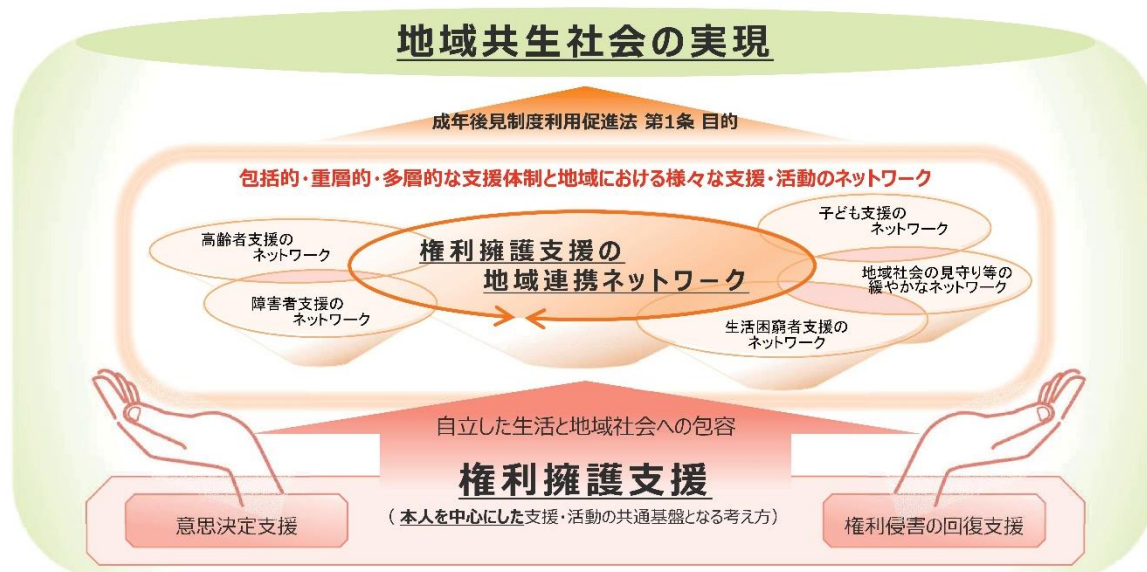 地域共生社会の実現
成年後見制度利用促進法 第1条 目的
包括的・重層的・多層的な支援体制と地域における様々な支援・活動のネットワーク
高齢者支援の
ネットワーク
障害者支援の
ネットワーク
権利擁護支援の
地域連携ネットワーク
子ども支援の
ネットワーク
地域社会の見守り等の
緩やかなネットワーク
生活困窮者支援の
ネットワーク
自立した生活と地域社会への包容
権利擁護支援
（本人を中心にした支援・活動の共通基盤となる考え方）
意思決定支援
権利侵害の回復支援